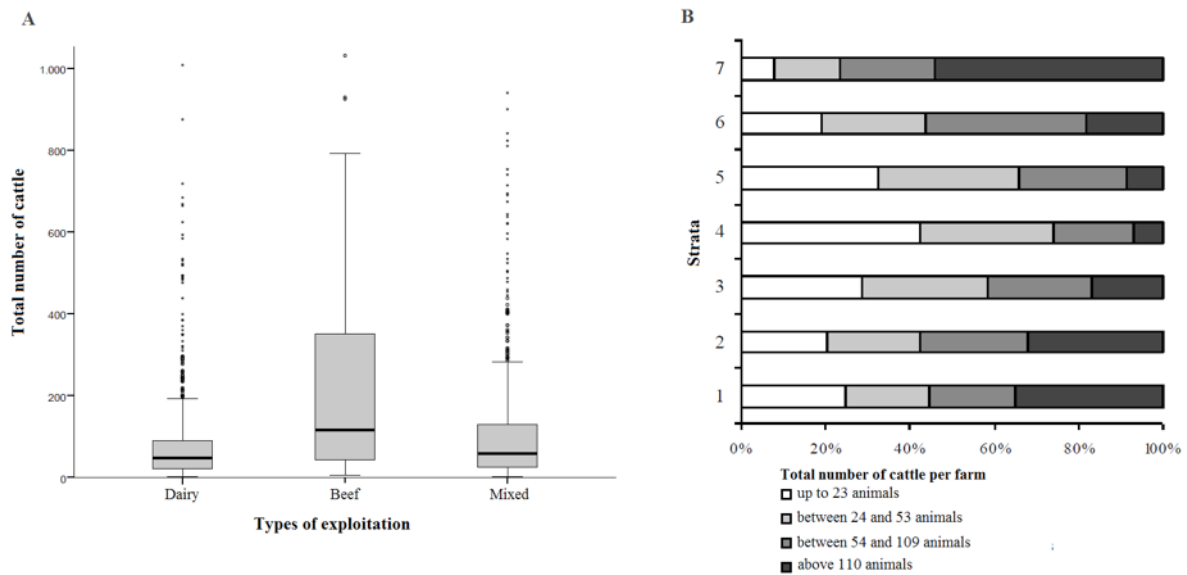 A
Total number of cattle
1.000
800
600
400
200
0
Dairy
Beef
Mixed
Types of exploitation
B
Strata
7
6
5
4
3
2
1
0%
20%
40%
60%
80%
100%
Total number of cattle per farm
up to 23 animals
between 24 and 53 animals
between 54 and 109 animals
above 110 animals